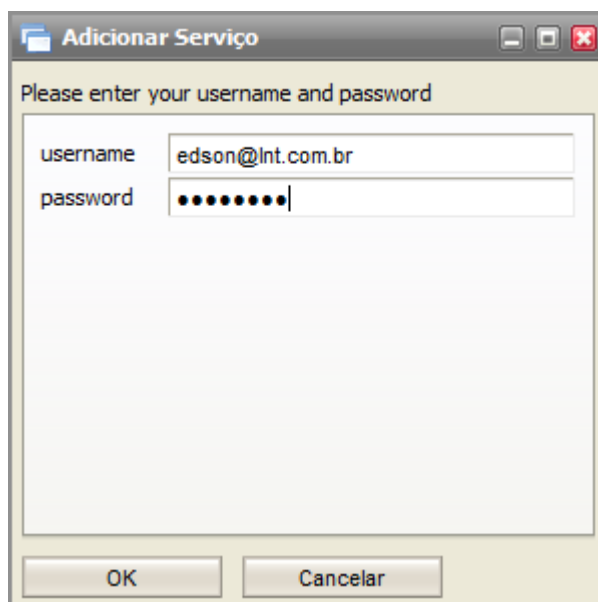 Adicionar Serviço
Please enter your username and password
username edson@lnt.com.br
password ●●●●●●●●
OK Cancelar